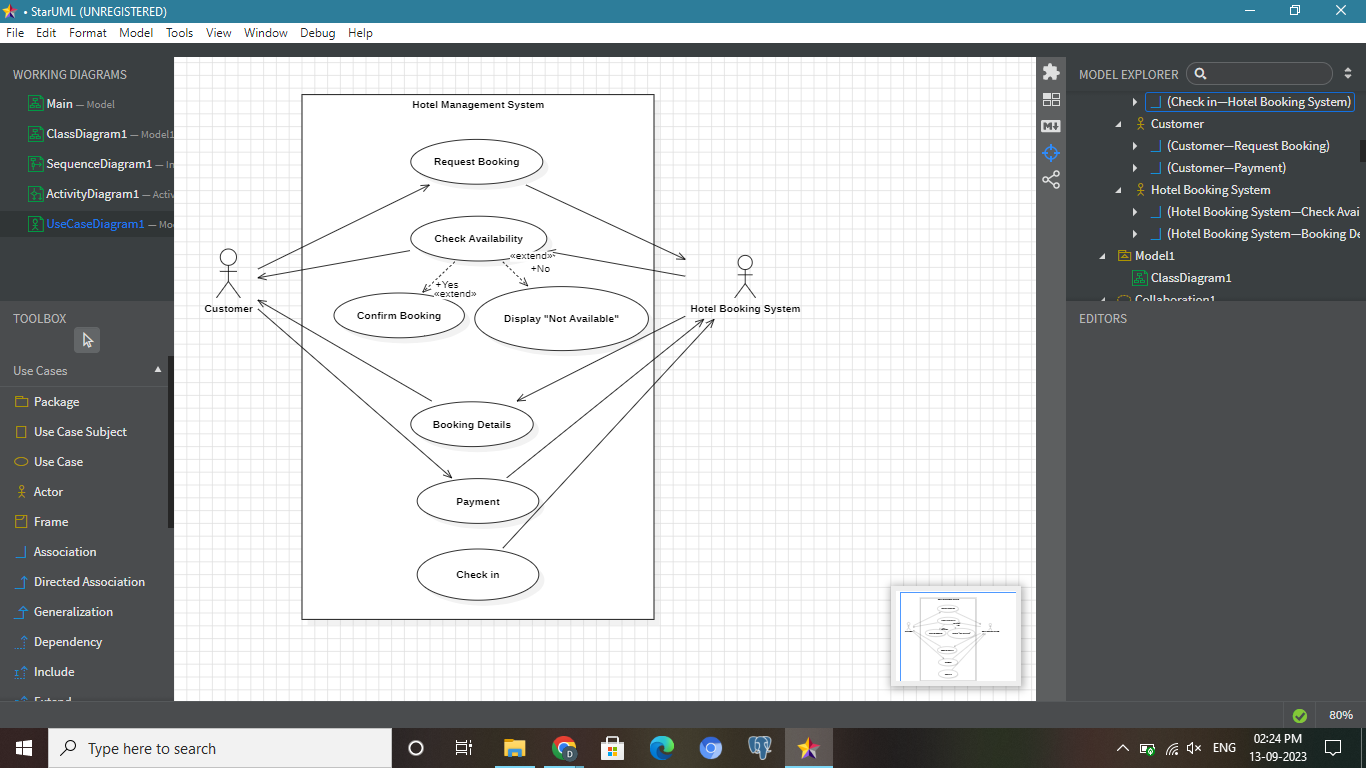 • StarUML (UNREGISTERED)
File Edit Format Model Tools View Window Debug Help
WORKING DIAGRAMS
Main — Model
ClassDiagram1 — Model1
SequenceDiagram1 — In
ActivityDiagram1 — Activ
UseCaseDiagram1 — Mo
TOOLBOX
Use Cases
Package
Use Case Subject
Use Case
Actor
Frame
Association
Directed Association
Generalization
Dependency
Include
Extend
Hotel Management System
Request Booking
Check Availability
«extend»
+No
+Yes
«extend»
Customer
Confirm Booking
Display "Not Available"
Hotel Booking System
Booking Details
Payment
Check in
MODEL EXPLORER
(Check in—Hotel Booking System)
Customer
(Customer—Request Booking)
(Customer—Payment)
Hotel Booking System
(Hotel Booking System—Check Avai
(Hotel Booking System—Booking De
Model1
ClassDiagram1
Collaboration1
EDITORS
80%
Type here to search
D
ENG
02:24 PM
13-09-2023